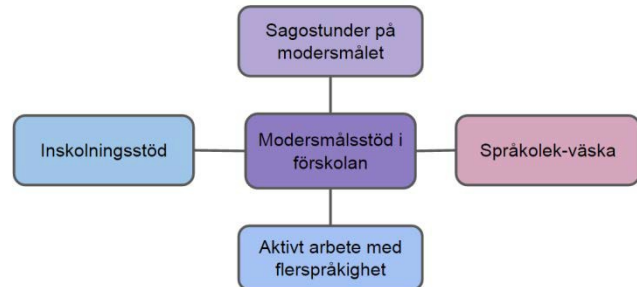 Sagostunder på
modersmålet
Inskolningsstöd
Modersmålsstöd i
förskolan
Språkolek-väska
Aktivt arbete med
flerspråkighet